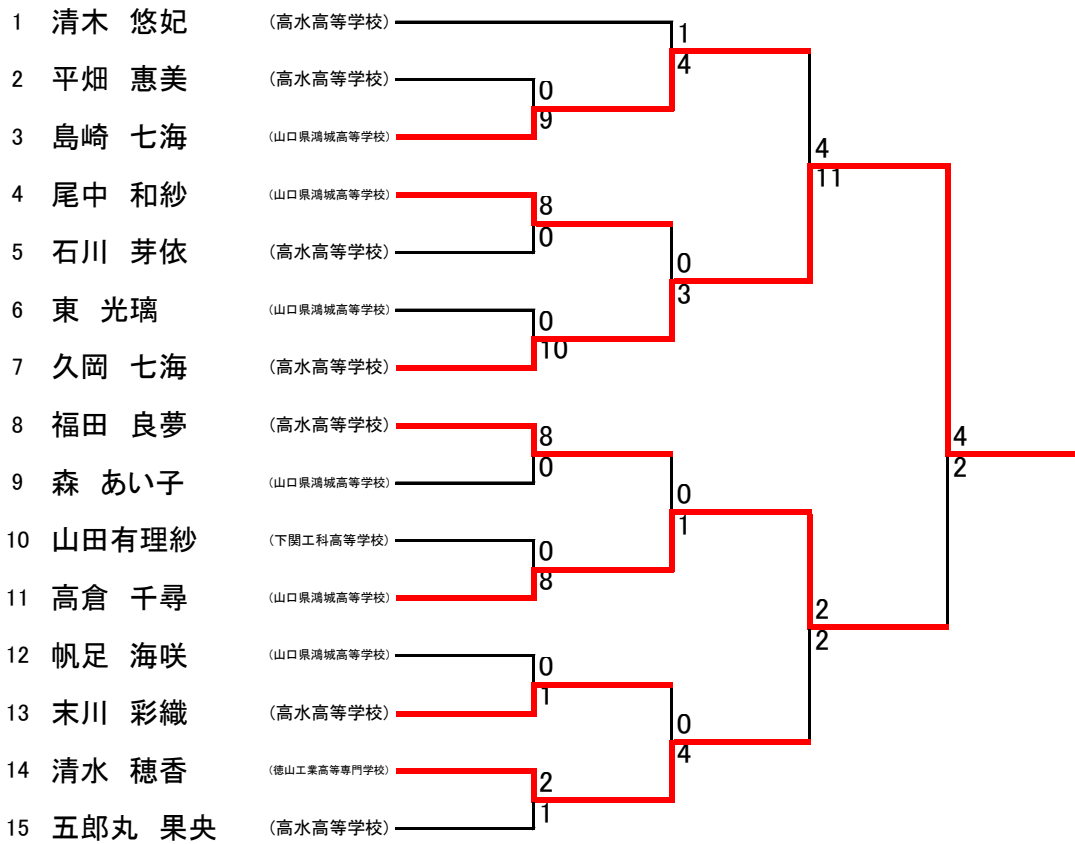 1 清木 悠妃 (高水高等学校)
2 平畑 惠美 (高水高等学校)
3 島崎 七海 (山口県鴻城高等学校)
4 尾中 和紗 (山口県鴻城高等学校)
5 石川 芽依 (高水高等学校)
6 東 光璃 (山口県鴻城高等学校)
7 久岡 七海 (高水高等学校)
8 福田 良夢 (高水高等学校)
9 森 あい子 (山口県鴻城高等学校)
10 山田有理紗 (下関工科高等学校)
11 高倉 千尋 (山口県鴻城高等学校)
12 帆足 海咲 (山口県鴻城高等学校)
13 末川 彩織 (高水高等学校)
14 清水 穂香 (徳山工業高等専門学校)
15 五郎丸 果央 (高水高等学校)
0
9
8
0
0
10
8
0
0
8
0
1
2
1
1
4
0
3
0
1
0
4
4
11
2
2
4
2